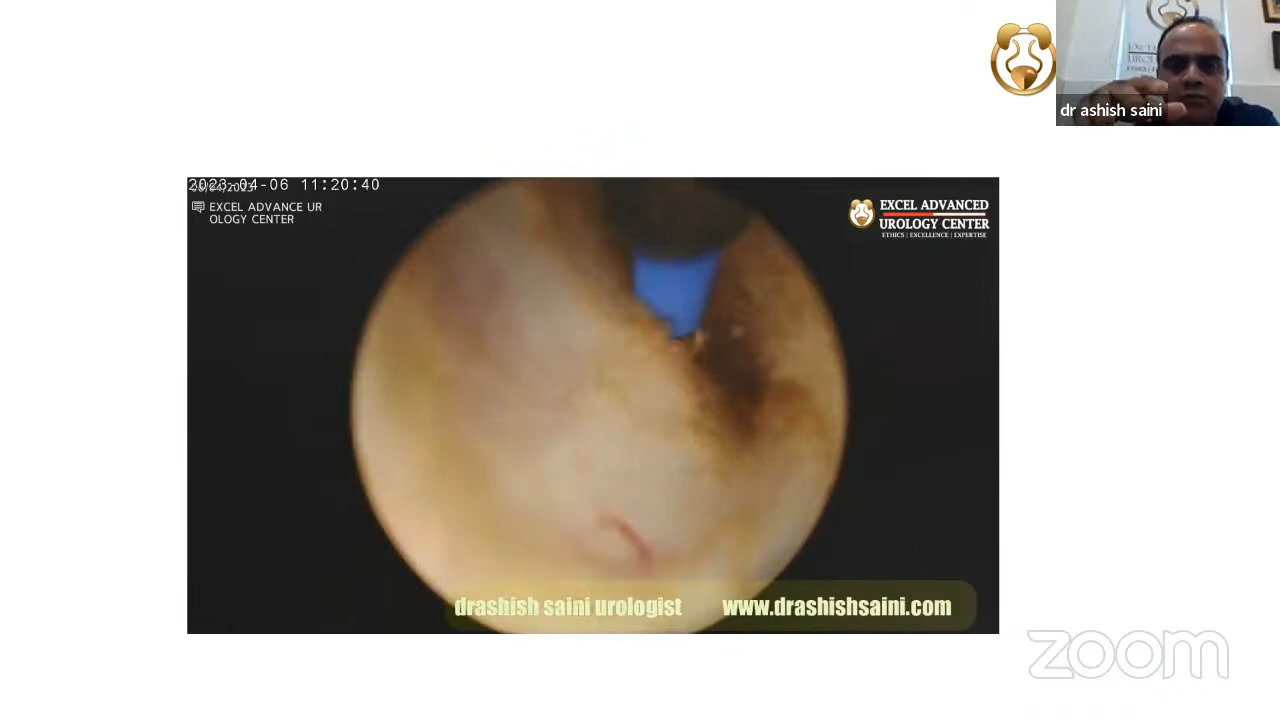 dr ashish saini
2023-04-06 11:20:40
EXCEL ADVANCE UR
OLOGY CENTER
EXCEL ADVANCED
UROLOGY CENTER
ETHICS | EXCELLENCE | EXPERTISE
drashish saini urologist www.drashishsaini.com
zoom